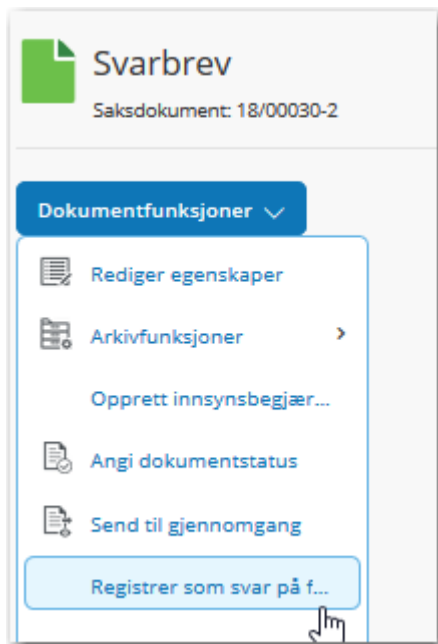 Svarbrev
Saksdokument: 18/00030-2
Dokumentfunksjoner
Rediger egenskaper
Arkivfunksjoner
Opprett innsynsbegjær...
Angi dokumentstatus
Send til gjennomgang
Registrer som svar på f...